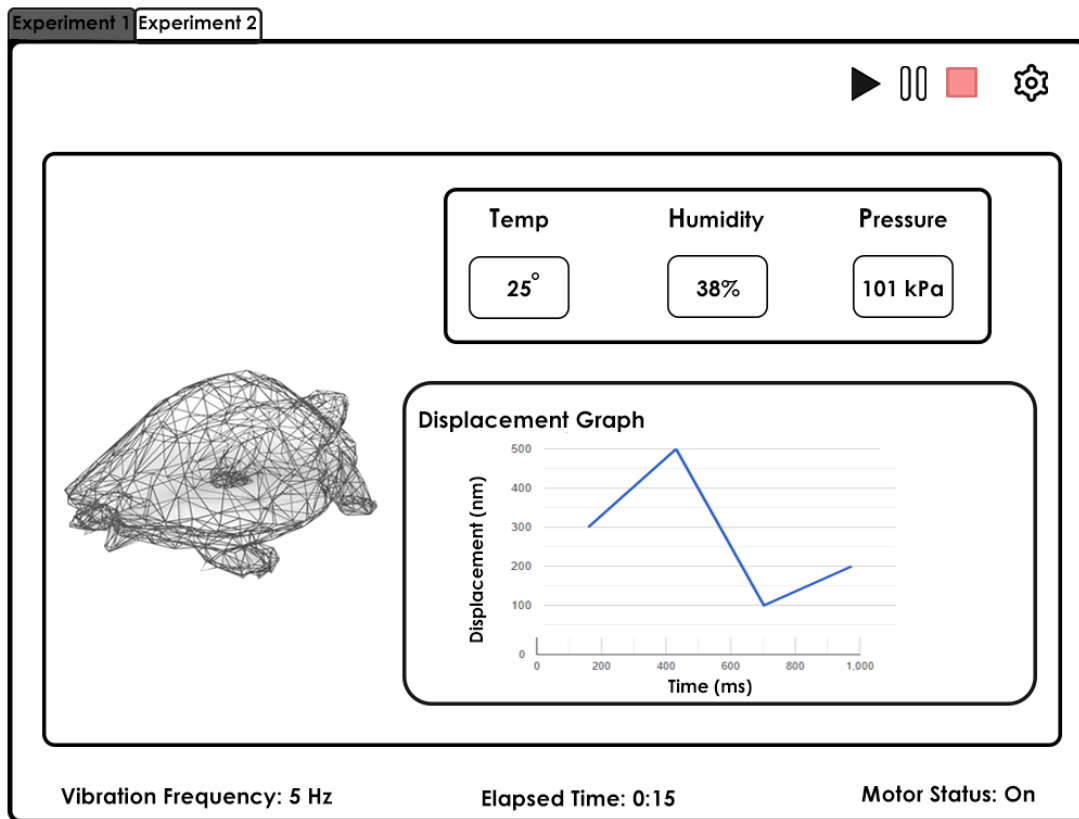 Experiment 1 Experiment 2
Temp Humidity Pressure
25° 38% 101 kPa
Displacement Graph
Displacement (nm)
500
400
300
200
100
0
0 200 400 600 800 1,000
Time (ms)
Vibration Frequency: 5 Hz Elapsed Time: 0:15 Motor Status: On